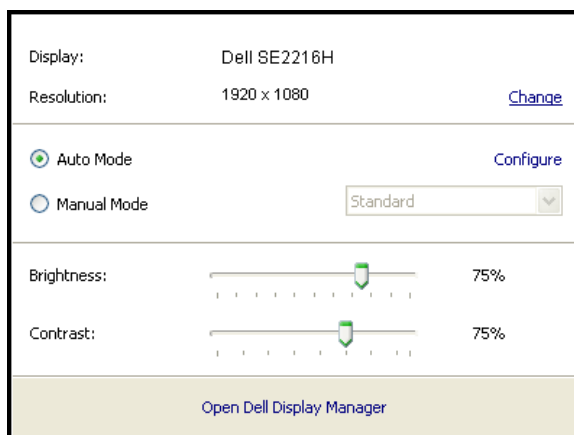 Display: Dell SE2216H
Resolution: 1920 x 1080 Change
Auto Mode Configure
Manual Mode Standard
Brightness: 75%
Contrast: 75%
Open Dell Display Manager